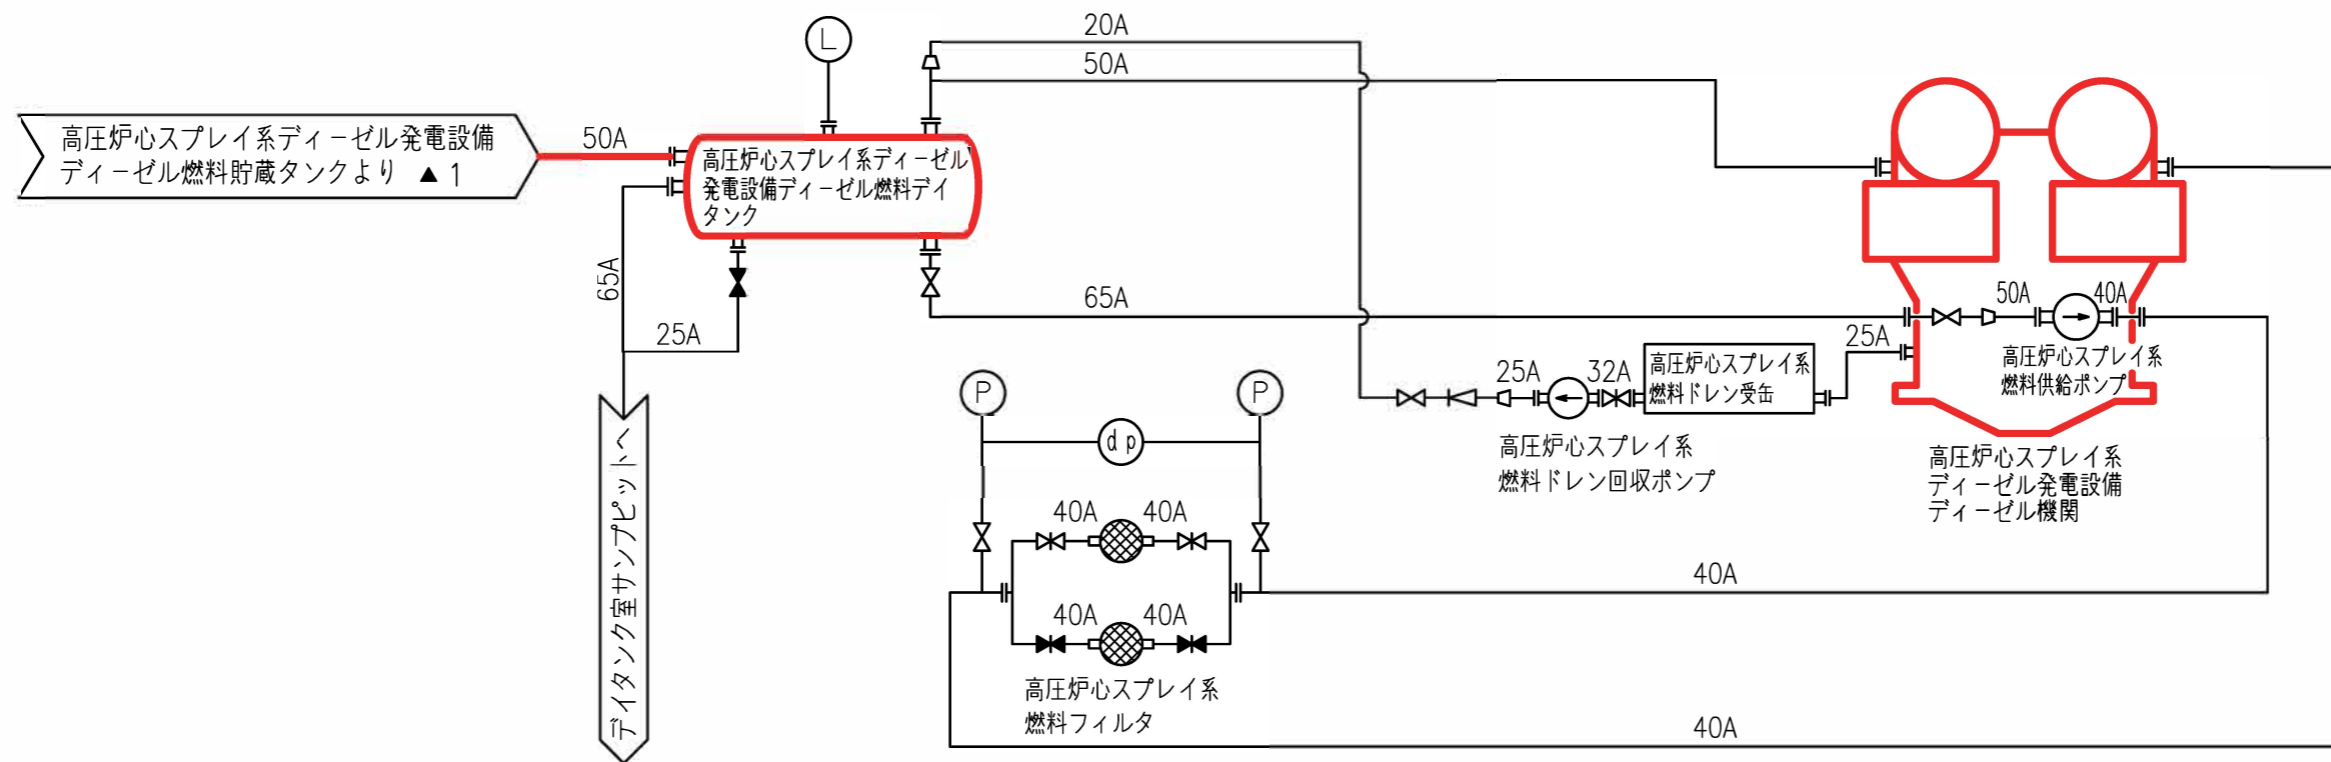 L
20A
50A
高圧炉心スプレイ系ディーゼル発電設備
ディーゼル燃料貯蔵タンクより ▲1
50A
高圧炉心スプレイ系ディーゼル
発電設備ディーゼル燃料デイ
タンク
65A
25A
デイタンク室サンプピットへ
65A
50A
40A
高圧炉心スプレイ系
燃料供給ポンプ
25A
高圧炉心スプレイ系
燃料ドレン受缶
32A
25A
高圧炉心スプレイ系
燃料ドレン回収ポンプ
高圧炉心スプレイ系
ディーゼル発電設備
ディーゼル機関
P
P
dp
40A
40A
40A
40A
40A
高圧炉心スプレイ系
燃料フィルタ
40A